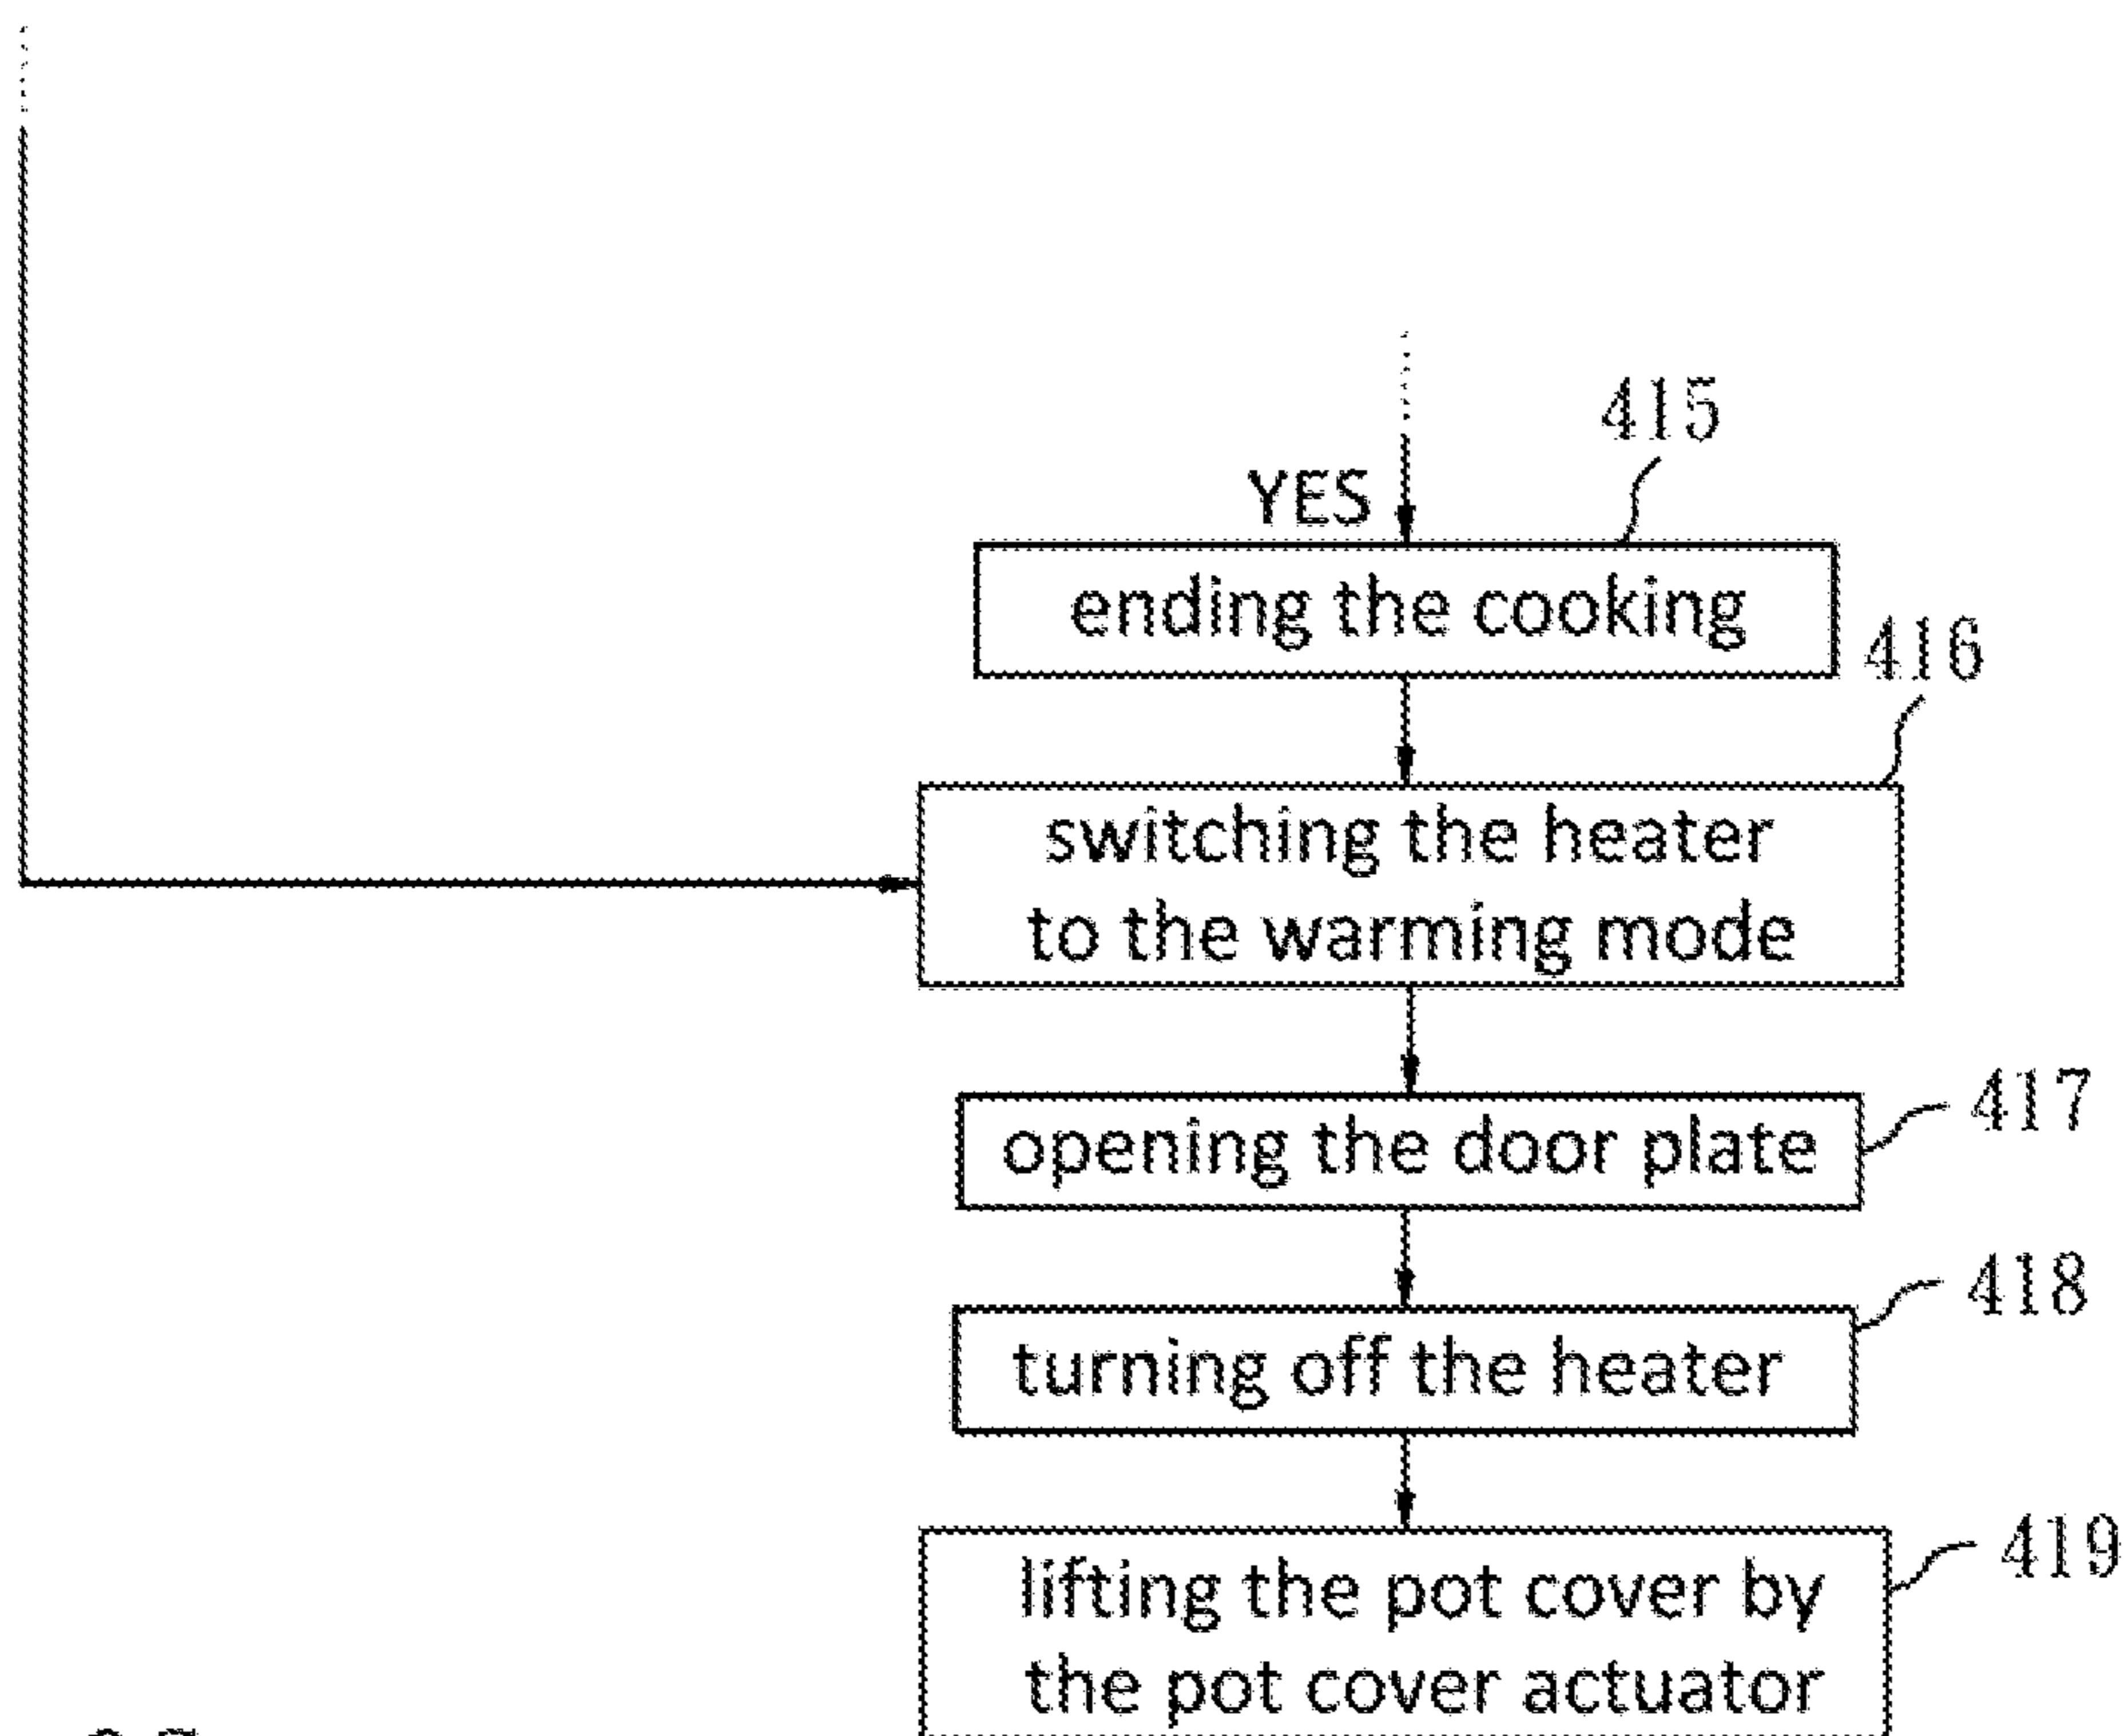 415
YES
ending the cooking
416
switching the heater
to the warming mode
417
opening the door plate
418
turning off the heater
419
lifting the pot cover by
the pot cover actuator